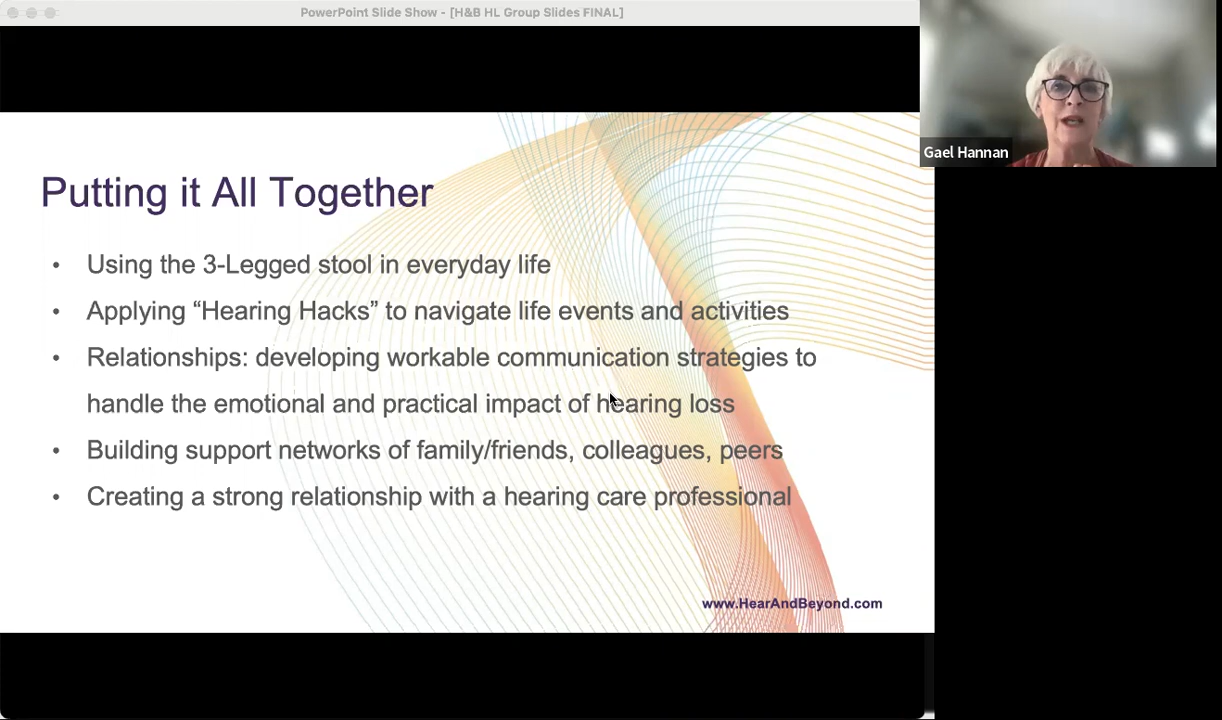 PowerPoint Slide Show - [H&B HL Group Slides FINAL]
Gael Hannan
Putting it All Together
• Using the 3-Legged stool in everyday life
• Applying “Hearing Hacks” to navigate life events and activities
• Relationships: developing workable communication strategies to
handle the emotional and practical impact of hearing loss
• Building support networks of family/friends, colleagues, peers
• Creating a strong relationship with a hearing care professional
www.HearAndBeyond.com